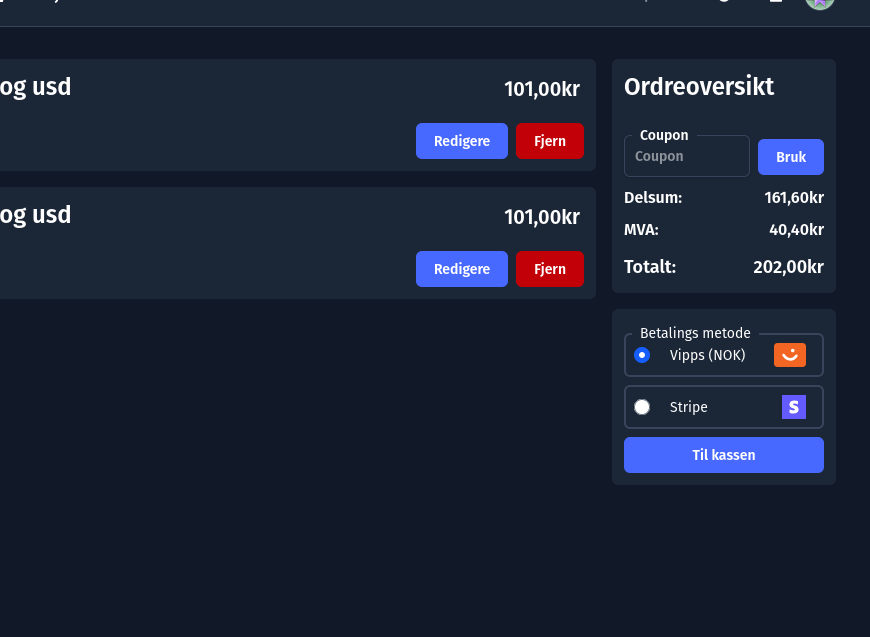 og usd
101,00kr
Redigere
Fjern
og usd
101,00kr
Redigere
Fjern
Ordreoversikt
Coupon
Coupon
Bruk
Delsum: 161,60kr
MVA: 40,40kr
Totalt: 202,00kr
Betalings metode
Vipps (NOK)
Stripe
S
Til kassen